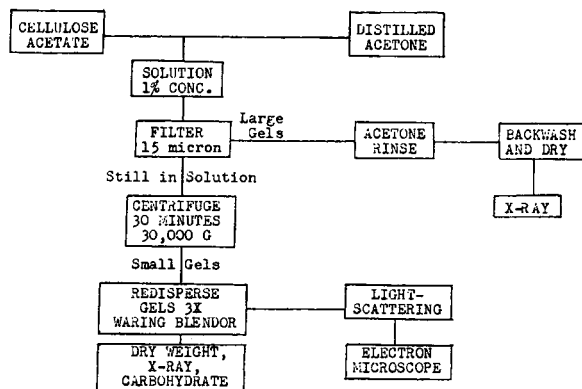 CELLULOSE
ACETATE
DISTILLED
ACETONE
SOLUTION
1% CONC.
FILTER
15 micron
Large
Gels
ACETONE
RINSE
BACKWASH
AND DRY
X-RAY
Still in Solution
CENTRIFUGE
30 MINUTES
30,000 G
Small Gels
REDISPERSE
GELS 3X
WARING BLENDOR
LIGHT-
SCATTERING
DRY WEIGHT,
X-RAY,
CARBOHYDRATE
ELECTRON
MICROSCOPE